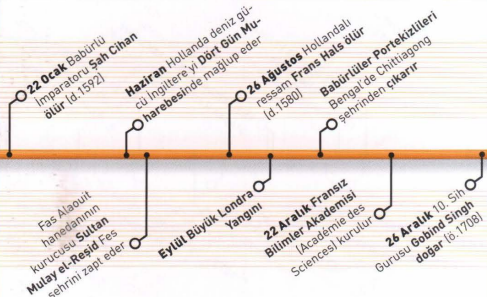 22 Ocak Babürlü
İmparatoru Şah Cihan
ölür (d.1592)
Haziran Hollanda deniz gü-
cü İngiltere'yi Dört Gün Mu-
harebesinde mağlup eder
26 Ağustos Hollandalı
ressam Frans Hals ölür
(d.1580)
Babürlüler Portekizlileri
Bengal'de Chittiagong
şehrinden çıkarır
Fas Alaouit
hanedanının
kurucusu Sultan
Mulay el-Reşid Fes
şehrini zapt eder
Eylül Büyük Londra
Yangını
22 Aralık Fransız
Bilimler Akademisi
(Académie des
Sciences) kurulur
26 Aralık 10. Sih
Gurusu Gobind Singh
doğar (ö.1708)